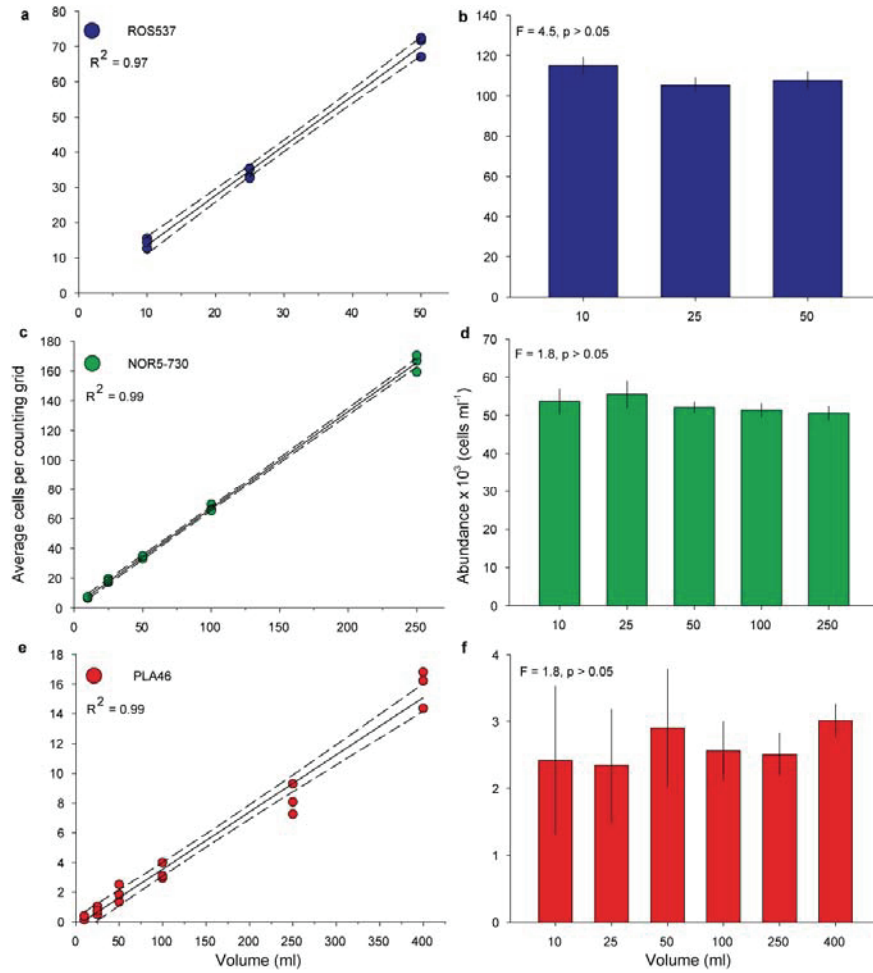 a
ROS537
R² = 0.97
80
70
60
50
40
30
20
10
0
0 10 20 30 40 50
b
F = 4.5, p > 0.05
140
120
100
80
60
40
20
0
10 25 50
c
NOR5-730
R² = 0.99
180
160
140
120
100
80
60
40
20
0
0 50 100 150 200 250
Average cells per counting grid
d
F = 1.8, p > 0.05
70
60
50
40
30
20
10
0
10 25 50 100 250
Abundance x 10³ (cells ml⁻¹)
e
PLA46
R² = 0.99
18
16
14
12
10
8
6
4
2
0
0 50 100 150 200 250 300 350 400
Volume (ml)
f
F = 1.8, p > 0.05
4
3
2
1
0
10 25 50 100 250 400
Volume (ml)